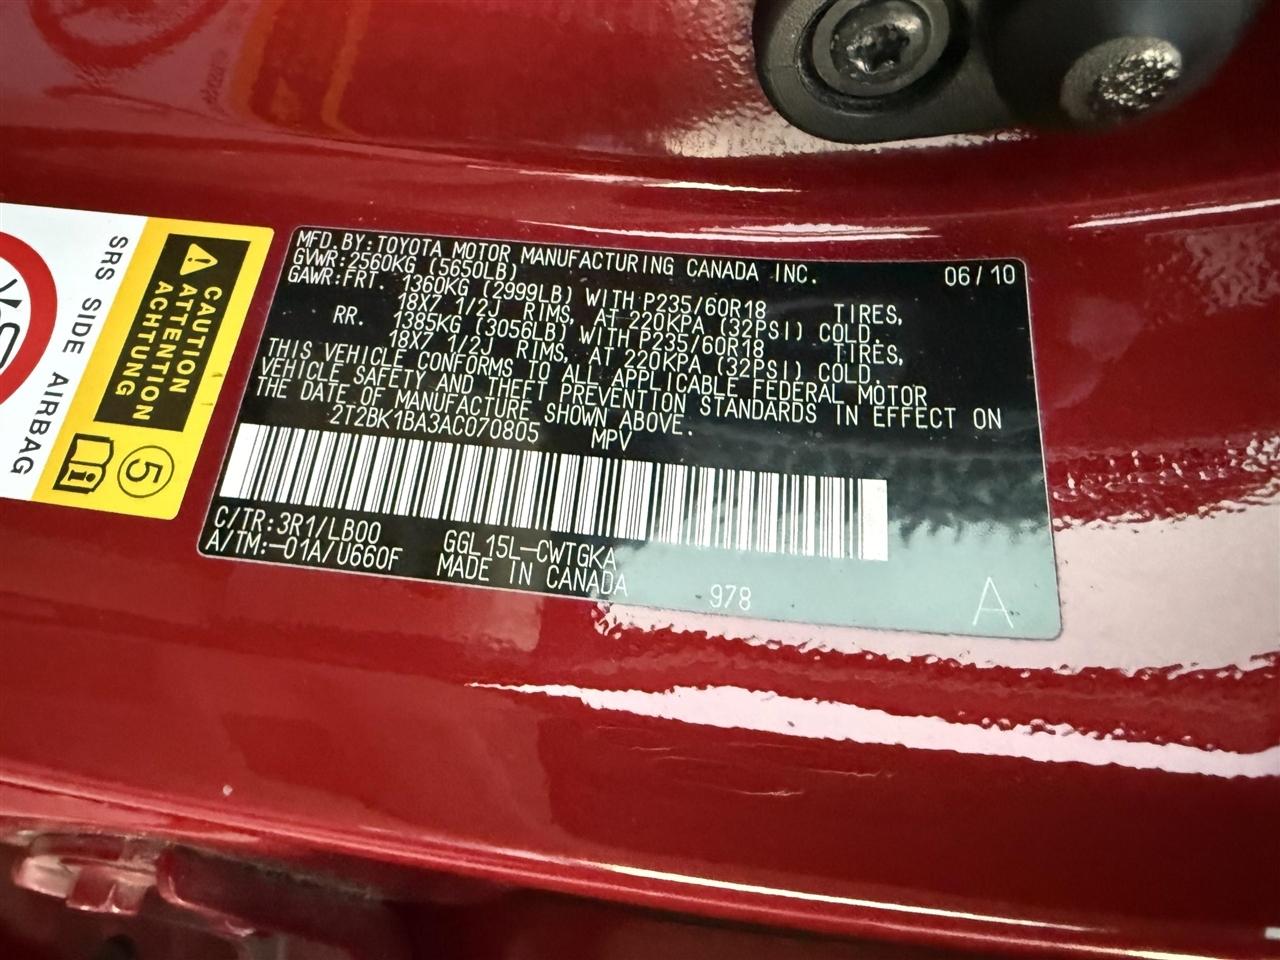 MFD. BY: TOYOTA MOTOR MANUFACTURING CANADA INC. 06/10
GVWR: 2560KG (5650LB)
GAWR: FRT. 1360KG (2999LB) WITH P235/60R18 TIRES,
18X7 1/2J RIMS, AT 220KPA (32PSI) COLD.
RR. 1385KG (3056LB) WITH P235/60R18 TIRES,
18X7 1/2J RIMS, AT 220KPA (32PSI) COLD.
THIS VEHICLE CONFORMS TO ALL APPLICABLE FEDERAL MOTOR
VEHICLE SAFETY AND THEFT PREVENTION STANDARDS IN EFFECT ON
THE DATE OF MANUFACTURE SHOWN ABOVE.
2T2BK1BA3AC070805 MPV
C/TR: 3R1/LB00 GGL15L-CWTGKA
A/TM: -01A/U660F MADE IN CANADA 978 A
CAUTION
ATTENTION
ACHTUNG
5
SRS SIDE AIRBAG